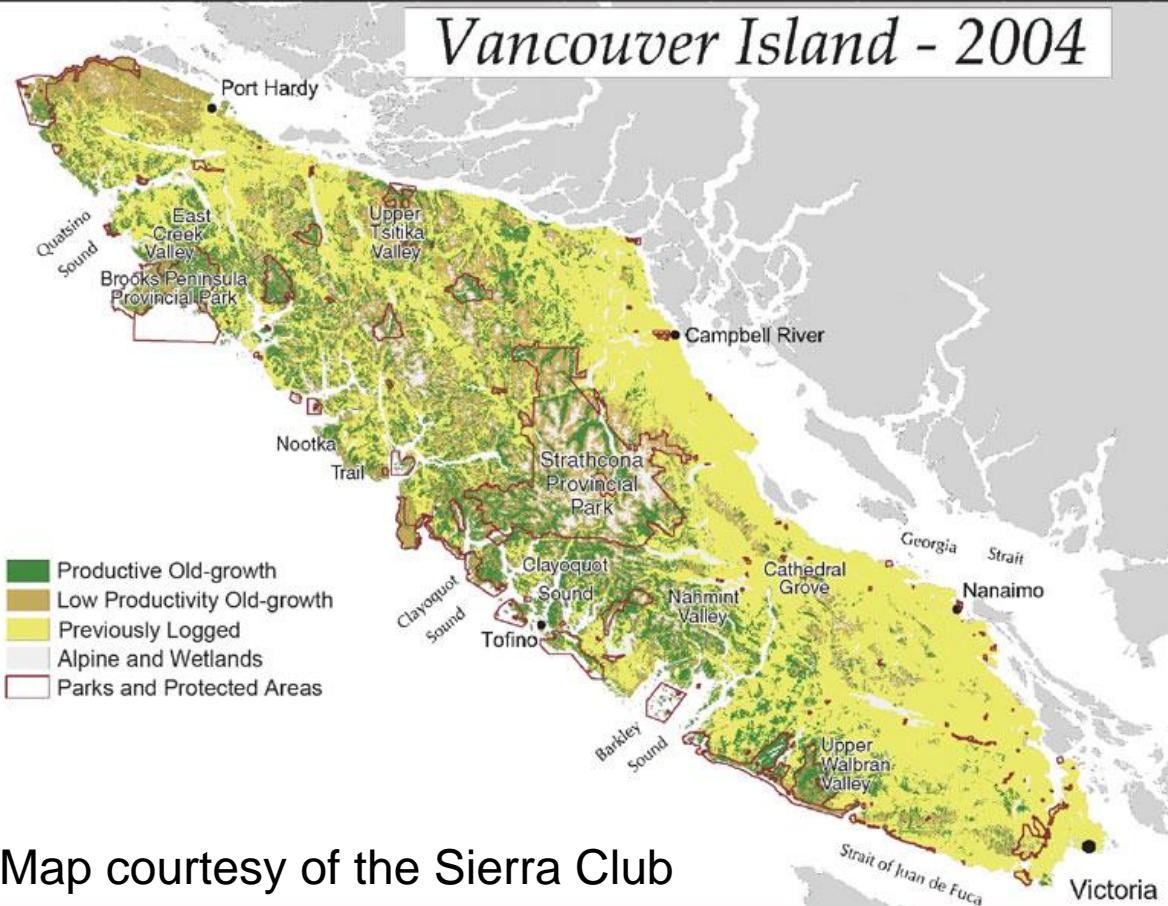 Vancouver Island - 2004
Port Hardy
Quatsino
Sound
East
Creek
Valley
Upper
Tsitika
Valley
Brooks Peninsula
Provincial Park
Campbell River
Nootka
Trail
Strathcona
Provincial
Park
Georgia Strait
Clayoquot
Sound
Clayoquot
Sound
Cathedral
Grove
Nahmint
Valley
Nanaimo
Tofino
Productive Old-growth
Low Productivity Old-growth
Previously Logged
Alpine and Wetlands
Parks and Protected Areas
Barkley
Sound
Upper
Walbran
Valley
Strait of Juan de Fuca
Victoria
Map courtesy of the Sierra Club